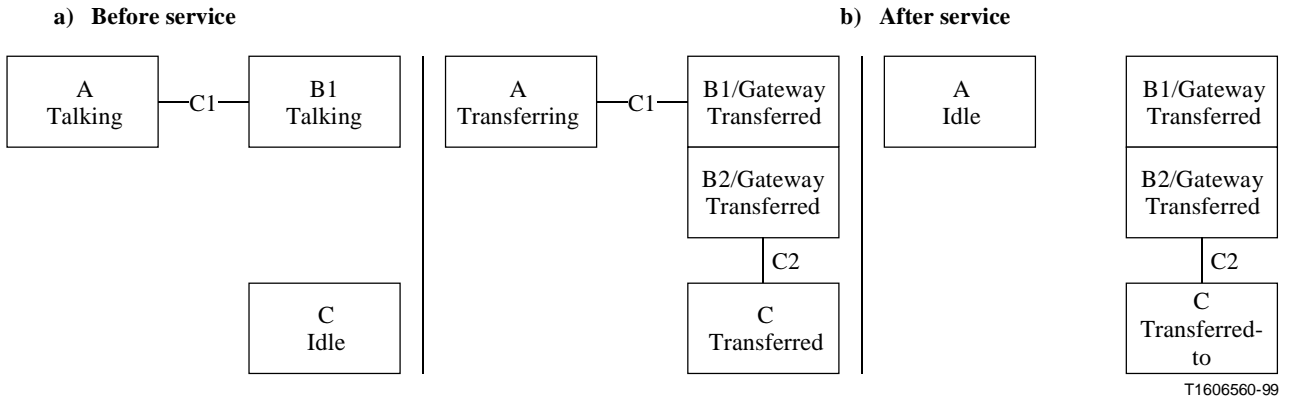 a) Before service
b) After service
A
Talking
C1
B1
Talking
C
Idle
A
Transferring
C1
B1/Gateway
Transferred
B2/Gateway
Transferred
C2
C
Transferred
A
Idle
B1/Gateway
Transferred
B2/Gateway
Transferred
C2
C
Transferred-
to
T1606560-99